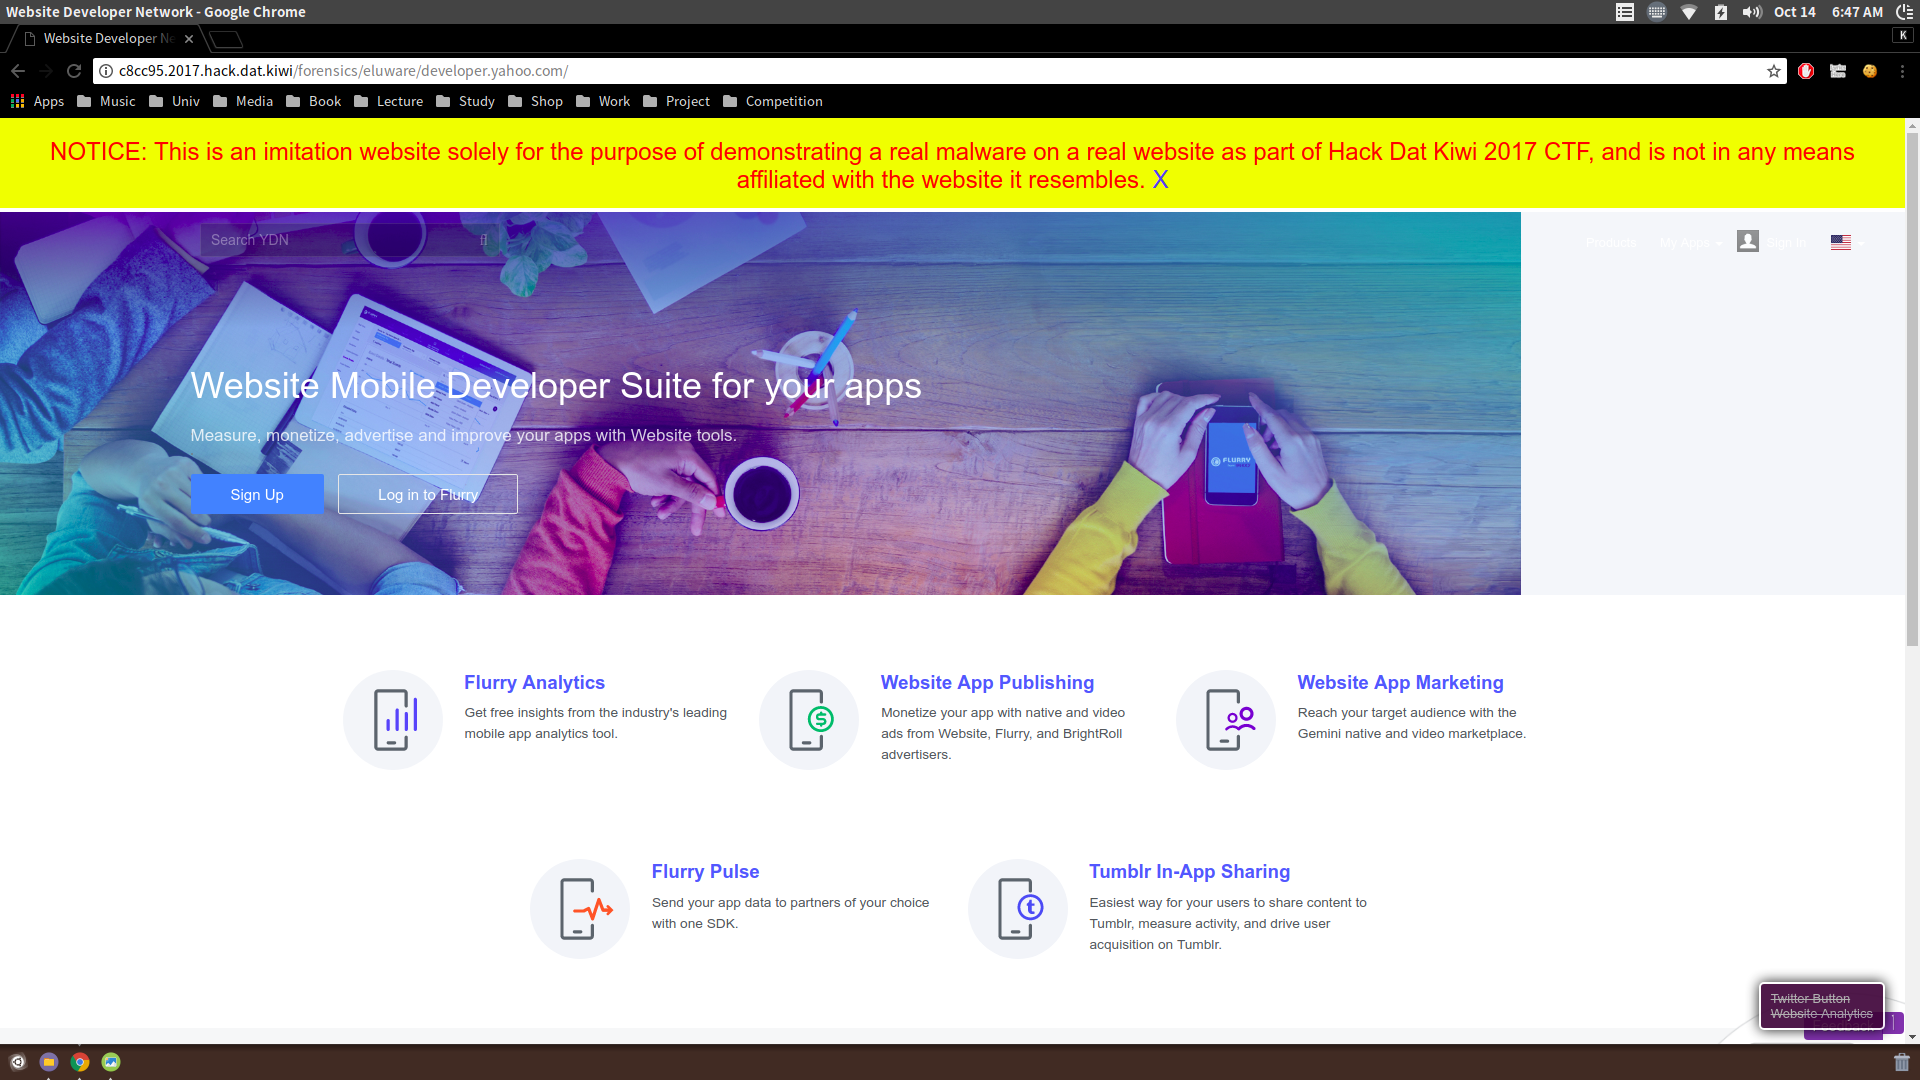 Website Developer Network - Google Chrome
Oct 14 6:47 AM
Website Developer Ne
K
c8cc95.2017.hack.dat.kiwi/forensics/eluware/developer.yahoo.com/
Apps Music Univ Media Book Lecture Study Shop Work Project Competition
NOTICE: This is an imitation website solely for the purpose of demonstrating a real malware on a real website as part of Hack Dat Kiwi 2017 CTF, and is not in any means
affiliated with the website it resembles. X
Search YDN
Products My Apps Sign in
Website Mobile Developer Suite for your apps
Measure, monetize, advertise and improve your apps with Website tools.
FLURRY
Sign Up Log in to Flurry
Flurry Analytics
Get free insights from the industry's leading
mobile app analytics tool.
Website App Publishing
Monetize your app with native and video
ads from Website, Flurry, and BrightRoll
advertisers.
Website App Marketing
Reach your target audience with the
Gemini native and video marketplace.
Flurry Pulse
Send your app data to partners of your choice
with one SDK.
Tumblr In-App Sharing
Easiest way for your users to share content to
Tumblr, measure activity, and drive user
acquisition on Tumblr.
Twitter Button
Website Analytics
Feedback